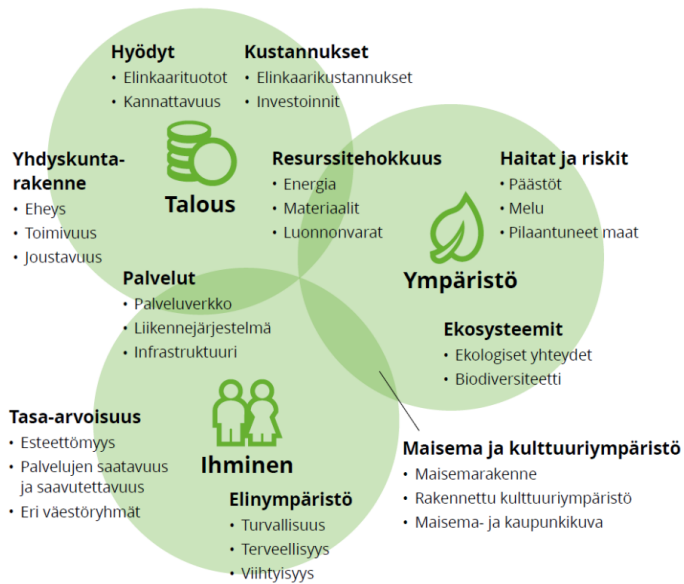 Hyödyt
• Elinkaarituotot
• Kannattavuus
Kustannukset
• Elinkaarikustannukset
• Investoinnit
Yhdyskunta-
rakenne
• Eheys
• Toimivuus
• Joustavuus
Talous
Resurssitehokkuus
• Energia
• Materiaalit
• Luonnonvarat
Haitat ja riskit
• Päästöt
• Melu
• Pilaantuneet maat
Ympäristö
Palvelut
• Palveluverkko
• Liikennejärjestelmä
• Infrastruktuuri
Ekosysteemit
• Ekologiset yhteydet
• Biodiversiteetti
Tasa-arvoisuus
• Esteettömyys
• Palvelujen saatavuus
ja saavutettavuus
• Eri väestöryhmät
Ihminen
Elinympäristö
• Turvallisuus
• Terveellisyys
• Viihtyisyys
Maisema ja kulttuuriympäristö
• Maisemarakenne
• Rakennettu kulttuuriympäristö
• Maisema- ja kaupunkikuva